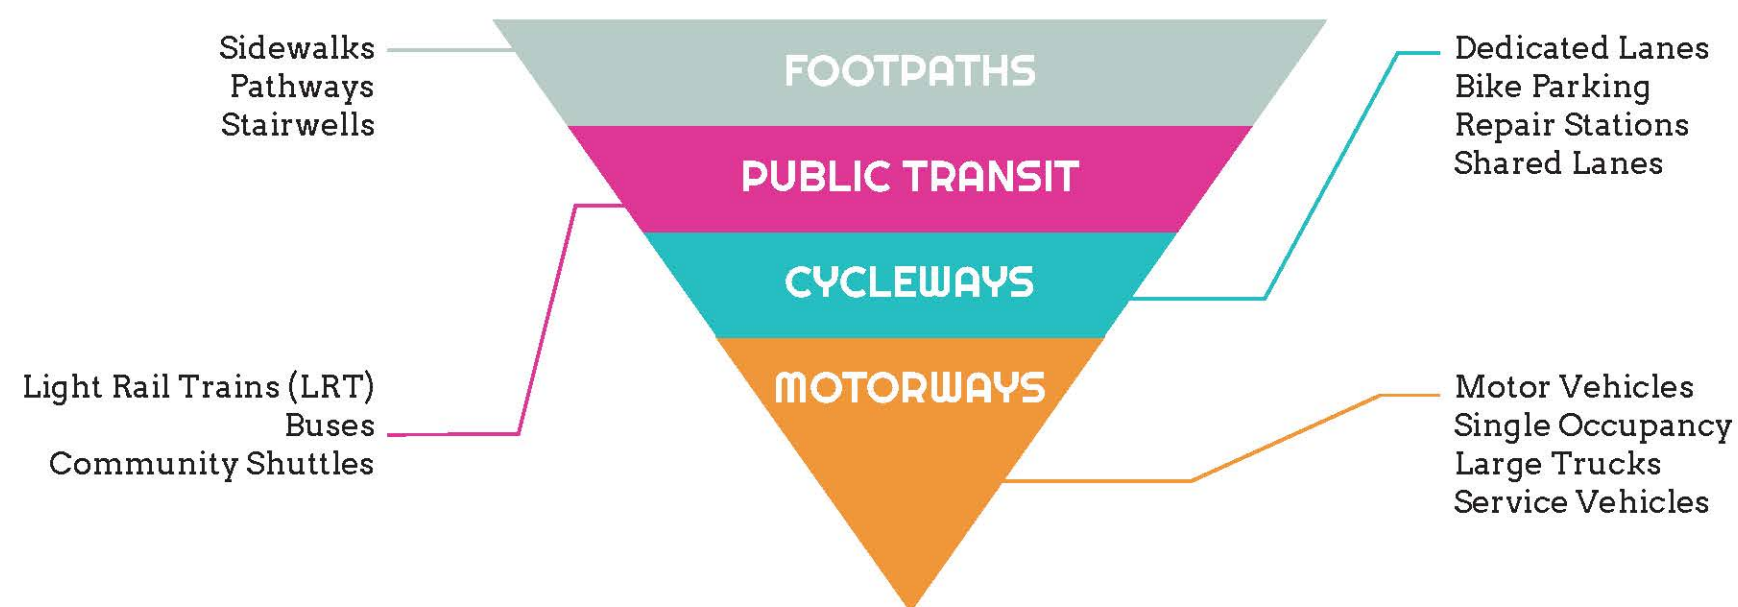 Sidewalks
Pathways
Stairwells
FOOTPATHS
Dedicated Lanes
Bike Parking
Repair Stations
Shared Lanes
PUBLIC TRANSIT
CYCLEWAYS
Light Rail Trains (LRT)
Buses
Community Shuttles
MOTORWAYS
Motor Vehicles
Single Occupancy
Large Trucks
Service Vehicles